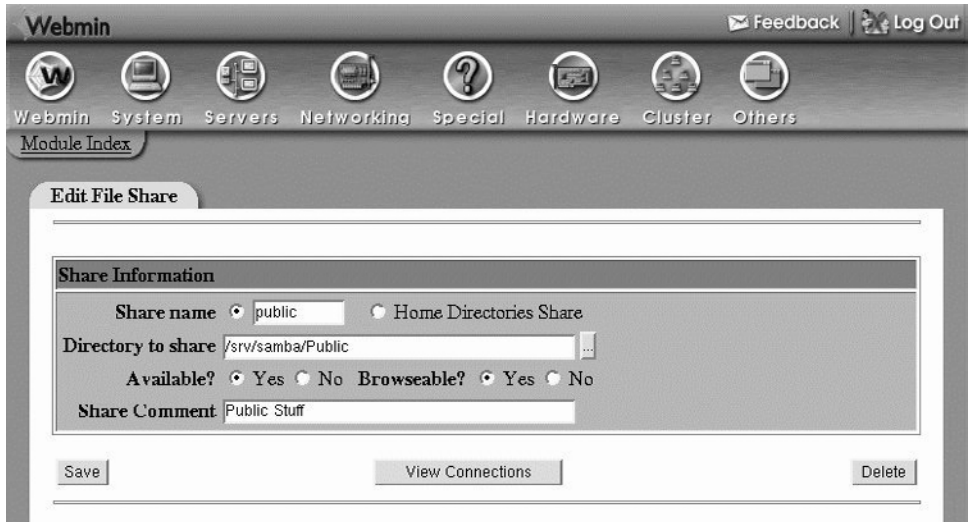 Webmin
Feedback
Log Out
Webmin System Servers Networking Special Hardware Cluster Others
Module Index
Edit File Share
Share Information
Share name public Home Directories Share
Directory to share /srv/samba/Public ...
Available? Yes No Browseable? Yes No
Share Comment Public Stuff
Save View Connections Delete